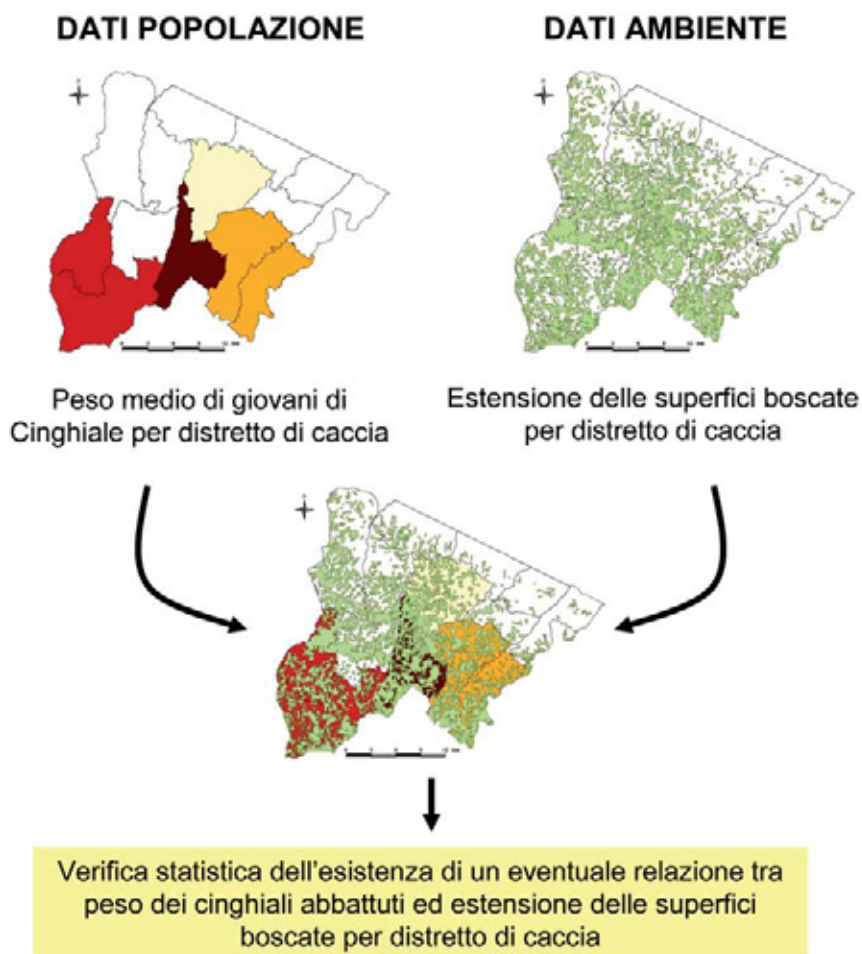 DATI POPOLAZIONE
DATI AMBIENTE
Peso medio di giovani di
Cinghiale per distretto di caccia
Estensione delle superfici boscate
per distretto di caccia
Verifica statistica dell'esistenza di un eventuale relazione tra
peso dei cinghiali abbattuti ed estensione delle superfici
boscate per distretto di caccia